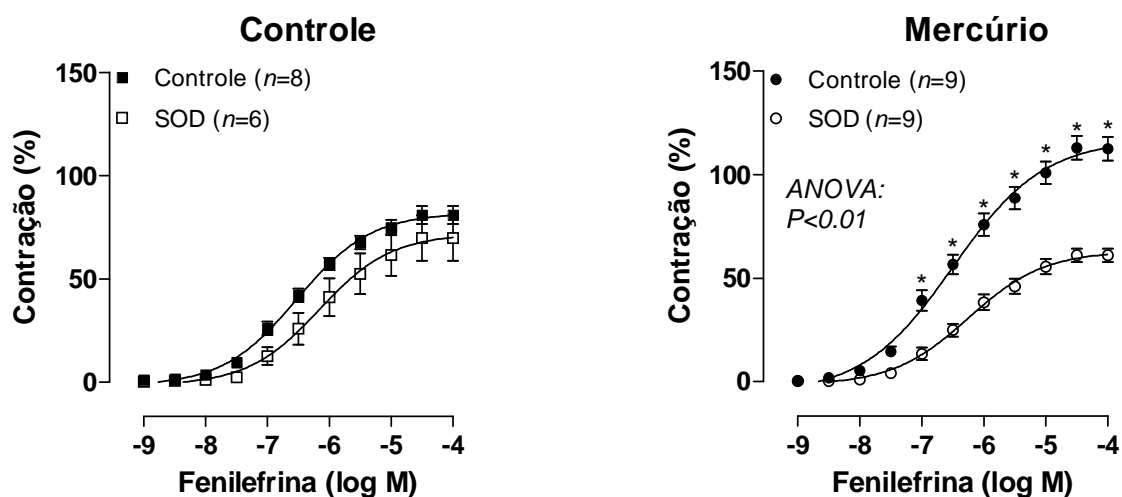 Controle
150
Controle (n=8)
SOD (n=6)
100
50
0
Contração (%)
-9 -8 -7 -6 -5 -4
Fenilefrina (log M)
Mercúrio
150
Controle (n=9)
SOD (n=9)
* * * * * * *
100
ANOVA:
P<0.01
50
0
Contração (%)
-9 -8 -7 -6 -5 -4
Fenilefrina (log M)